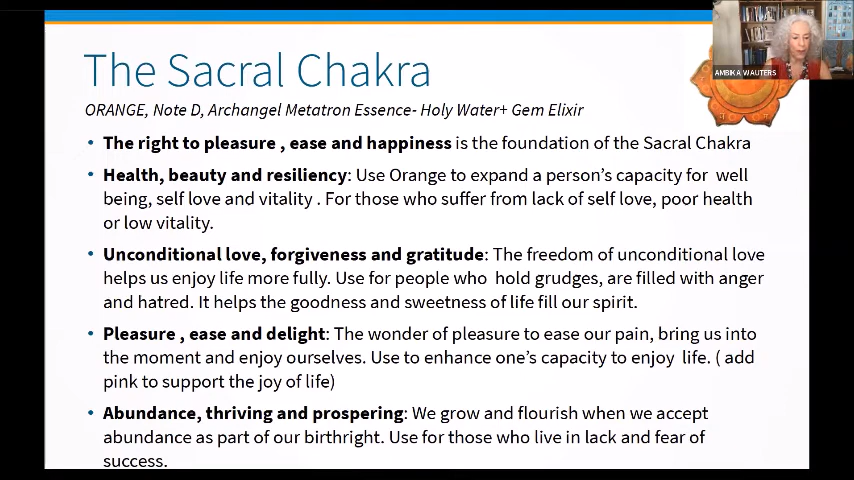 The Sacral Chakra
AMBIKA WAUTERS
ORANGE, Note D, Archangel Metatron Essence- Holy Water+ Gem Elixir
• The right to pleasure , ease and happiness is the foundation of the Sacral Chakra
• Health, beauty and resiliency: Use Orange to expand a person's capacity for well
being, self love and vitality . For those who suffer from lack of self love, poor health
or low vitality.
• Unconditional love, forgiveness and gratitude: The freedom of unconditional love
helps us enjoy life more fully. Use for people who hold grudges, are filled with anger
and hatred. It helps the goodness and sweetness of life fill our spirit.
• Pleasure , ease and delight: The wonder of pleasure to ease our pain, bring us into
the moment and enjoy ourselves. Use to enhance one's capacity to enjoy life. ( add
pink to support the joy of life)
• Abundance, thriving and prospering: We grow and flourish when we accept
abundance as part of our birthright. Use for those who live in lack and fear of
success.